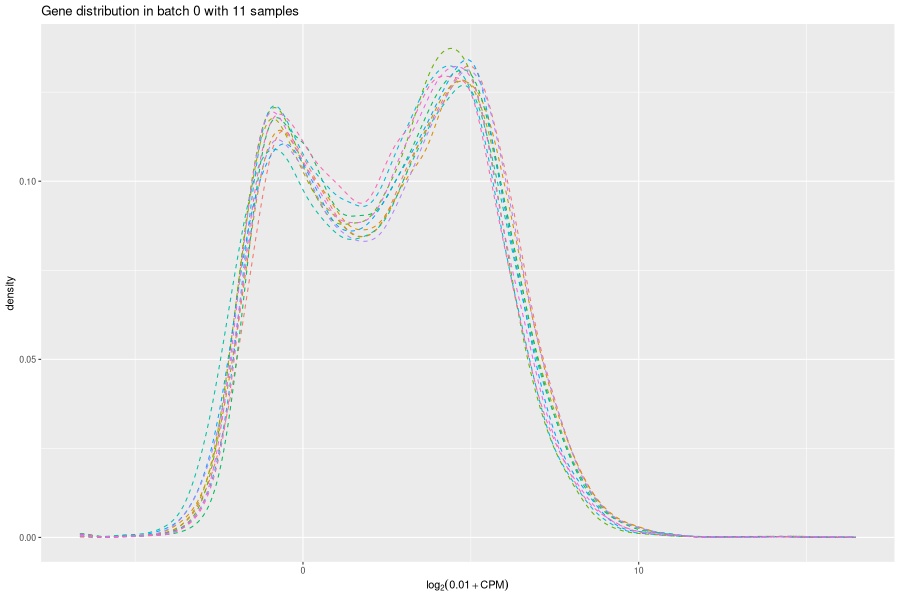 Gene distribution in batch 0 with 11 samples
density
0.10
0.05
0.00
0
10
log₂(0.01 + CPM)